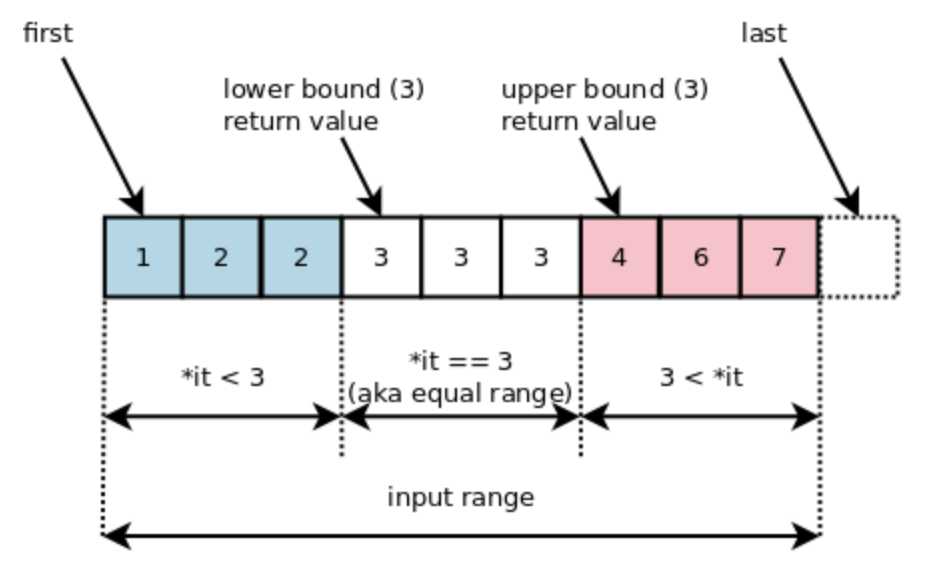 first
last
lower bound (3)
return value
upper bound (3)
return value
1 2 2 3 3 3 4 6 7
*it < 3
*it == 3
(aka equal range)
3 < *it
input range